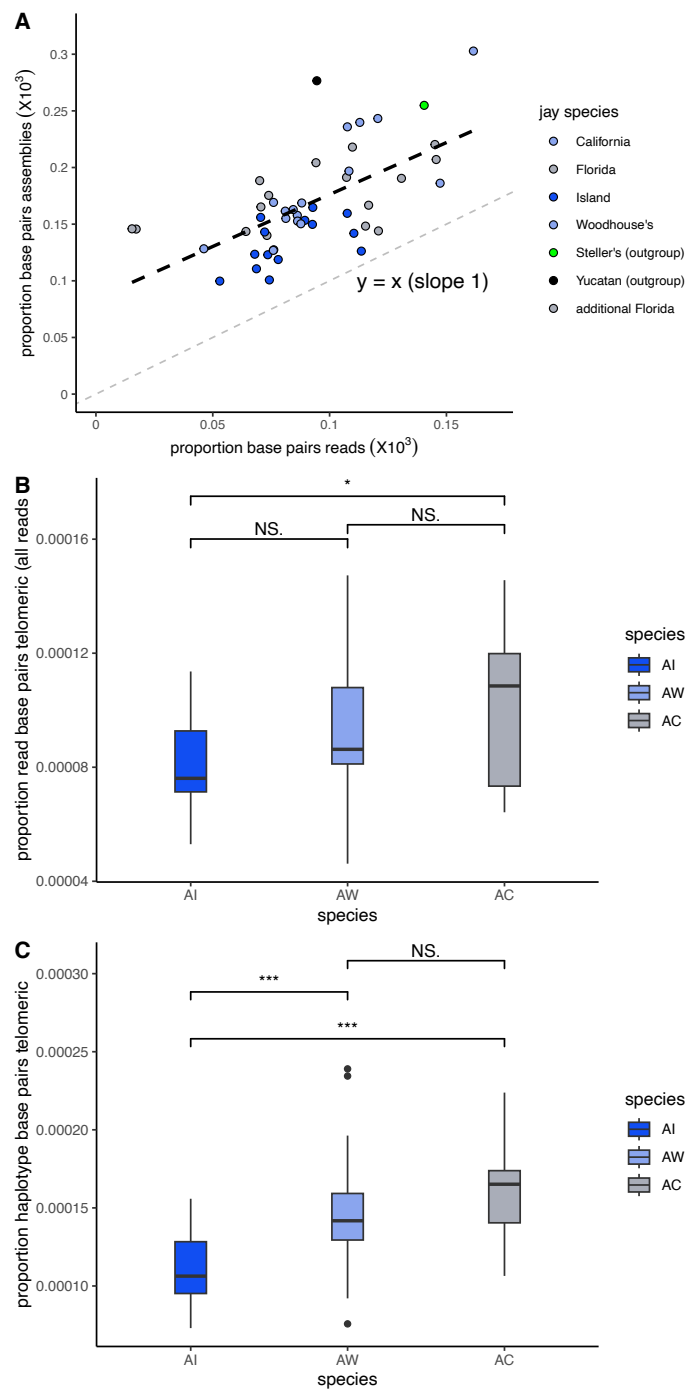 A
proportion base pairs assemblies (X10³)
0.3
0.25
0.2
0.15
0.1
0.05
0
y = x (slope 1)
0
0.05
0.1
0.15
proportion base pairs reads (X10³)
jay species
California
Florida
Island
Woodhouse's
Steller's (outgroup)
Yucatan (outgroup)
additional Florida
B
proportion read base pairs telomeric (all reads
0.00016
0.00012
0.00008
0.00004
*
NS.
NS.
AI
AW
AC
species
species
AI
AW
AC
C
proportion haplotype base pairs telomeric
0.00030
0.00025
0.00020
0.00015
0.00010
NS.
***
***
AI
AW
AC
species
species
AI
AW
AC